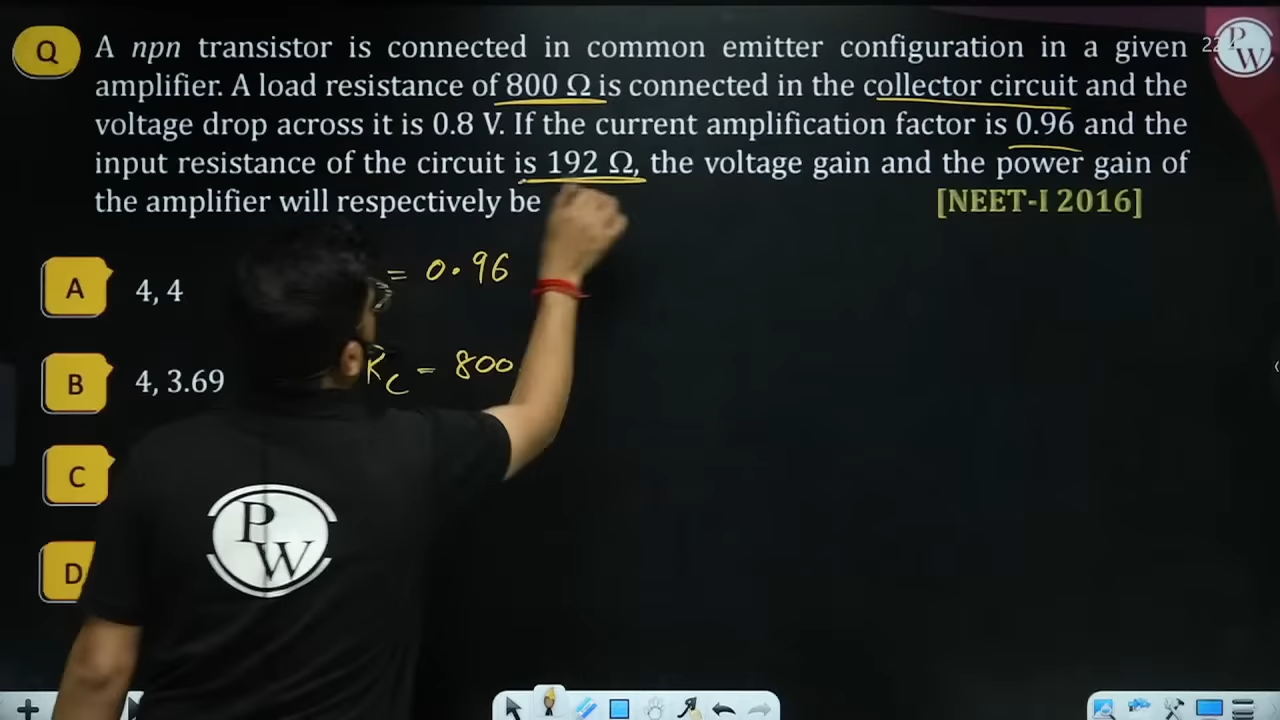 Q A npn transistor is connected in common emitter configuration in a given
amplifier. A load resistance of 800 Ω is connected in the collector circuit and the
voltage drop across it is 0.8 V. If the current amplification factor is 0.96 and the
input resistance of the circuit is 192 Ω, the voltage gain and the power gain of
the amplifier will respectively be [NEET-I 2016]
= 0.96
A 4, 4
R_C = 800
B 4, 3.69
C
D
P
W
P
W